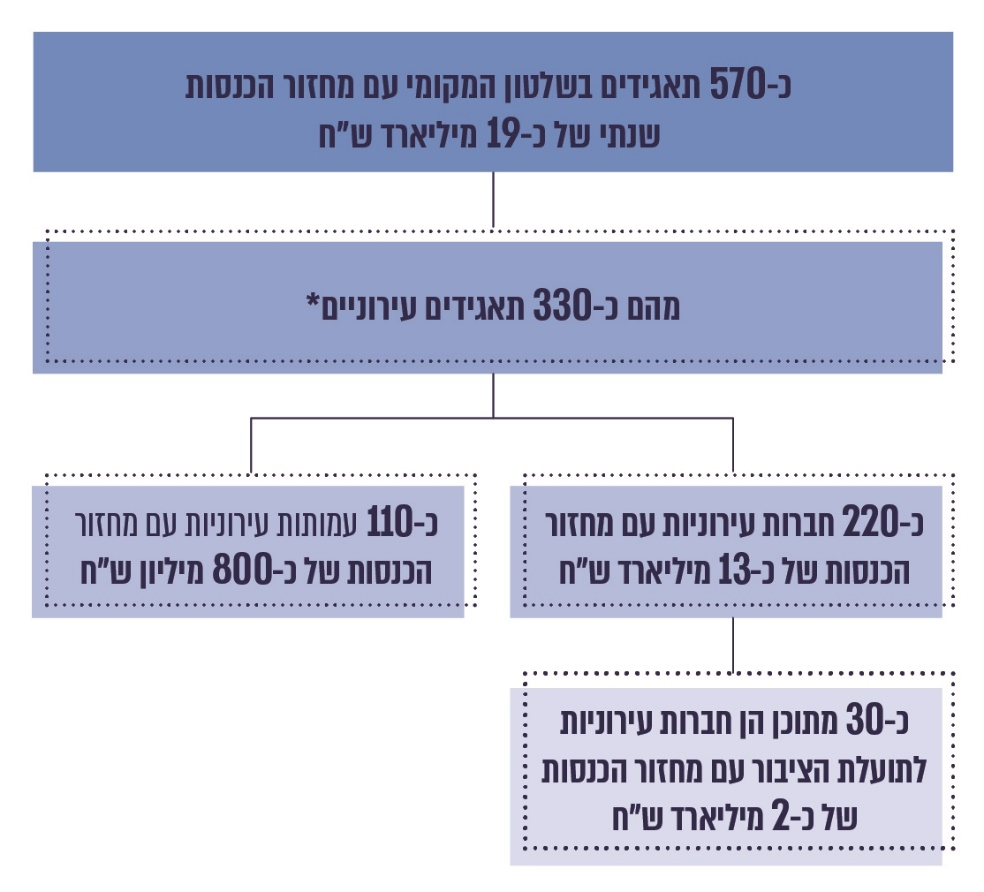 כ-570 תאגידים בשלטון המקומי עם מחזור הכנסות
שנתי של כ-19 מיליארד ש"ח
מהם כ-330 תאגידים עירוניים*
כ-220 חברות עירוניות עם מחזור
הכנסות של כ-13 מיליארד ש"ח
כ-110 עמותות עירוניות עם מחזור
הכנסות של כ-800 מיליון ש"ח
כ-30 מתוכן הן חברות עירוניות
לתועלת הציבור עם מחזור הכנסות
של כ-2 מיליארד ש"ח